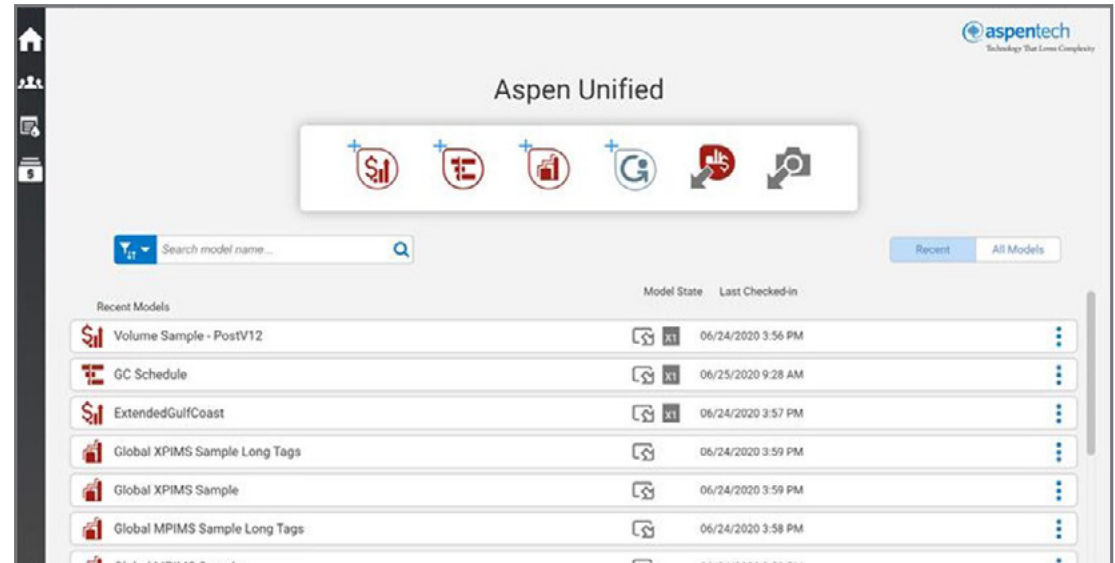 aspentech
Technology That Loves Complexity
Aspen Unified
Search model name...
Recent
All Models
Model State
Last Checked-in
Recent Models
Volume Sample - PostV12 X1 06/24/2020 3:56 PM
GC Schedule X1 06/25/2020 9:28 AM
ExtendedGulfCoast X1 06/24/2020 3:57 PM
Global XPIMS Sample Long Tags 06/24/2020 3:59 PM
Global XPIMS Sample 06/24/2020 3:59 PM
Global MPIMS Sample Long Tags 06/24/2020 3:58 PM